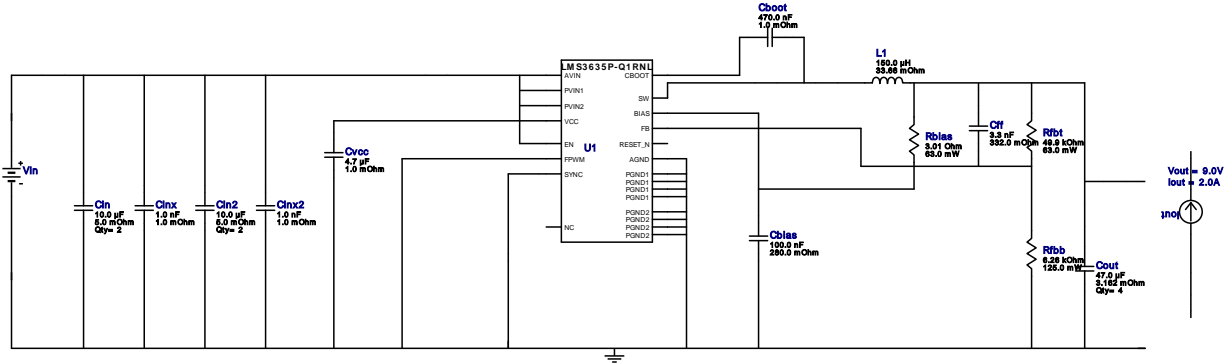 Cboot
470.0 nF
1.0 mOhm
LMS3635P-Q1RNL
AVIN
PVIN1
PVIN2
VCC
EN
FPWM
SYNC
NC
U1
CBOOT
SW
BIAS
FB
RESET_N
AGND
PGND1
PGND1
PGND1
PGND1
PGND2
PGND2
PGND2
PGND2
L1
150.0 µH
33.66 mOhm
Rbias
3.01 Ohm
63.0 mW
Cff
3.3 nF
332.0 mOhm
Rfbt
49.9 kOhm
63.0 mW
Vin
+
-
Cvcc
4.7 µF
1.0 mOhm
Cin
10.0 µF
5.0 mOhm
Qty= 2
Cinx
1.0 nF
1.0 mOhm
Cin2
10.0 µF
5.0 mOhm
Qty= 2
Cinx2
1.0 nF
1.0 mOhm
Cbias
100.0 nF
280.0 mOhm
Rfbb
6.26 kOhm
125.0 mW
Cout
47.0 µF
3.162 mOhm
Qty= 4
Vout = 9.0V
Iout = 2.0A
Iout